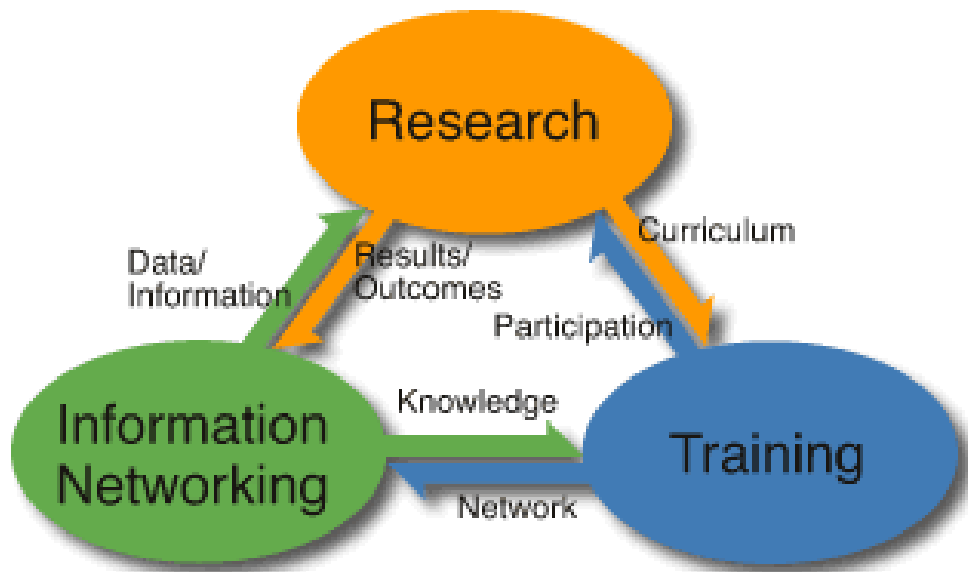 Research
Curriculum
Data/
Information
Results/
Outcomes
Participation
Knowledge
Information
Networking
Training
Network